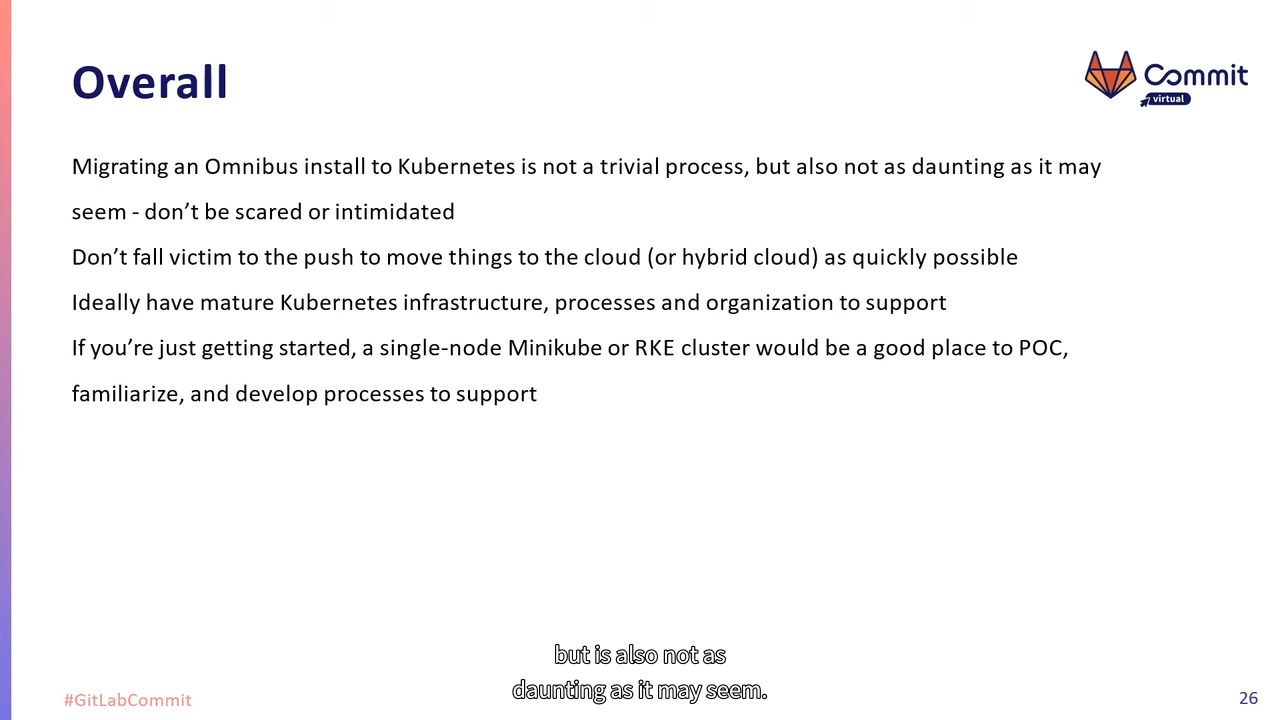 Overall
Commit
virtual
Migrating an Omnibus install to Kubernetes is not a trivial process, but also not as daunting as it may
seem - don’t be scared or intimidated
Don’t fall victim to the push to move things to the cloud (or hybrid cloud) as quickly possible
Ideally have mature Kubernetes infrastructure, processes and organization to support
If you’re just getting started, a single-node Minikube or RKE cluster would be a good place to POC,
familiarize, and develop processes to support
but is also not as
daunting as it may seem.
#GitLabCommit
26